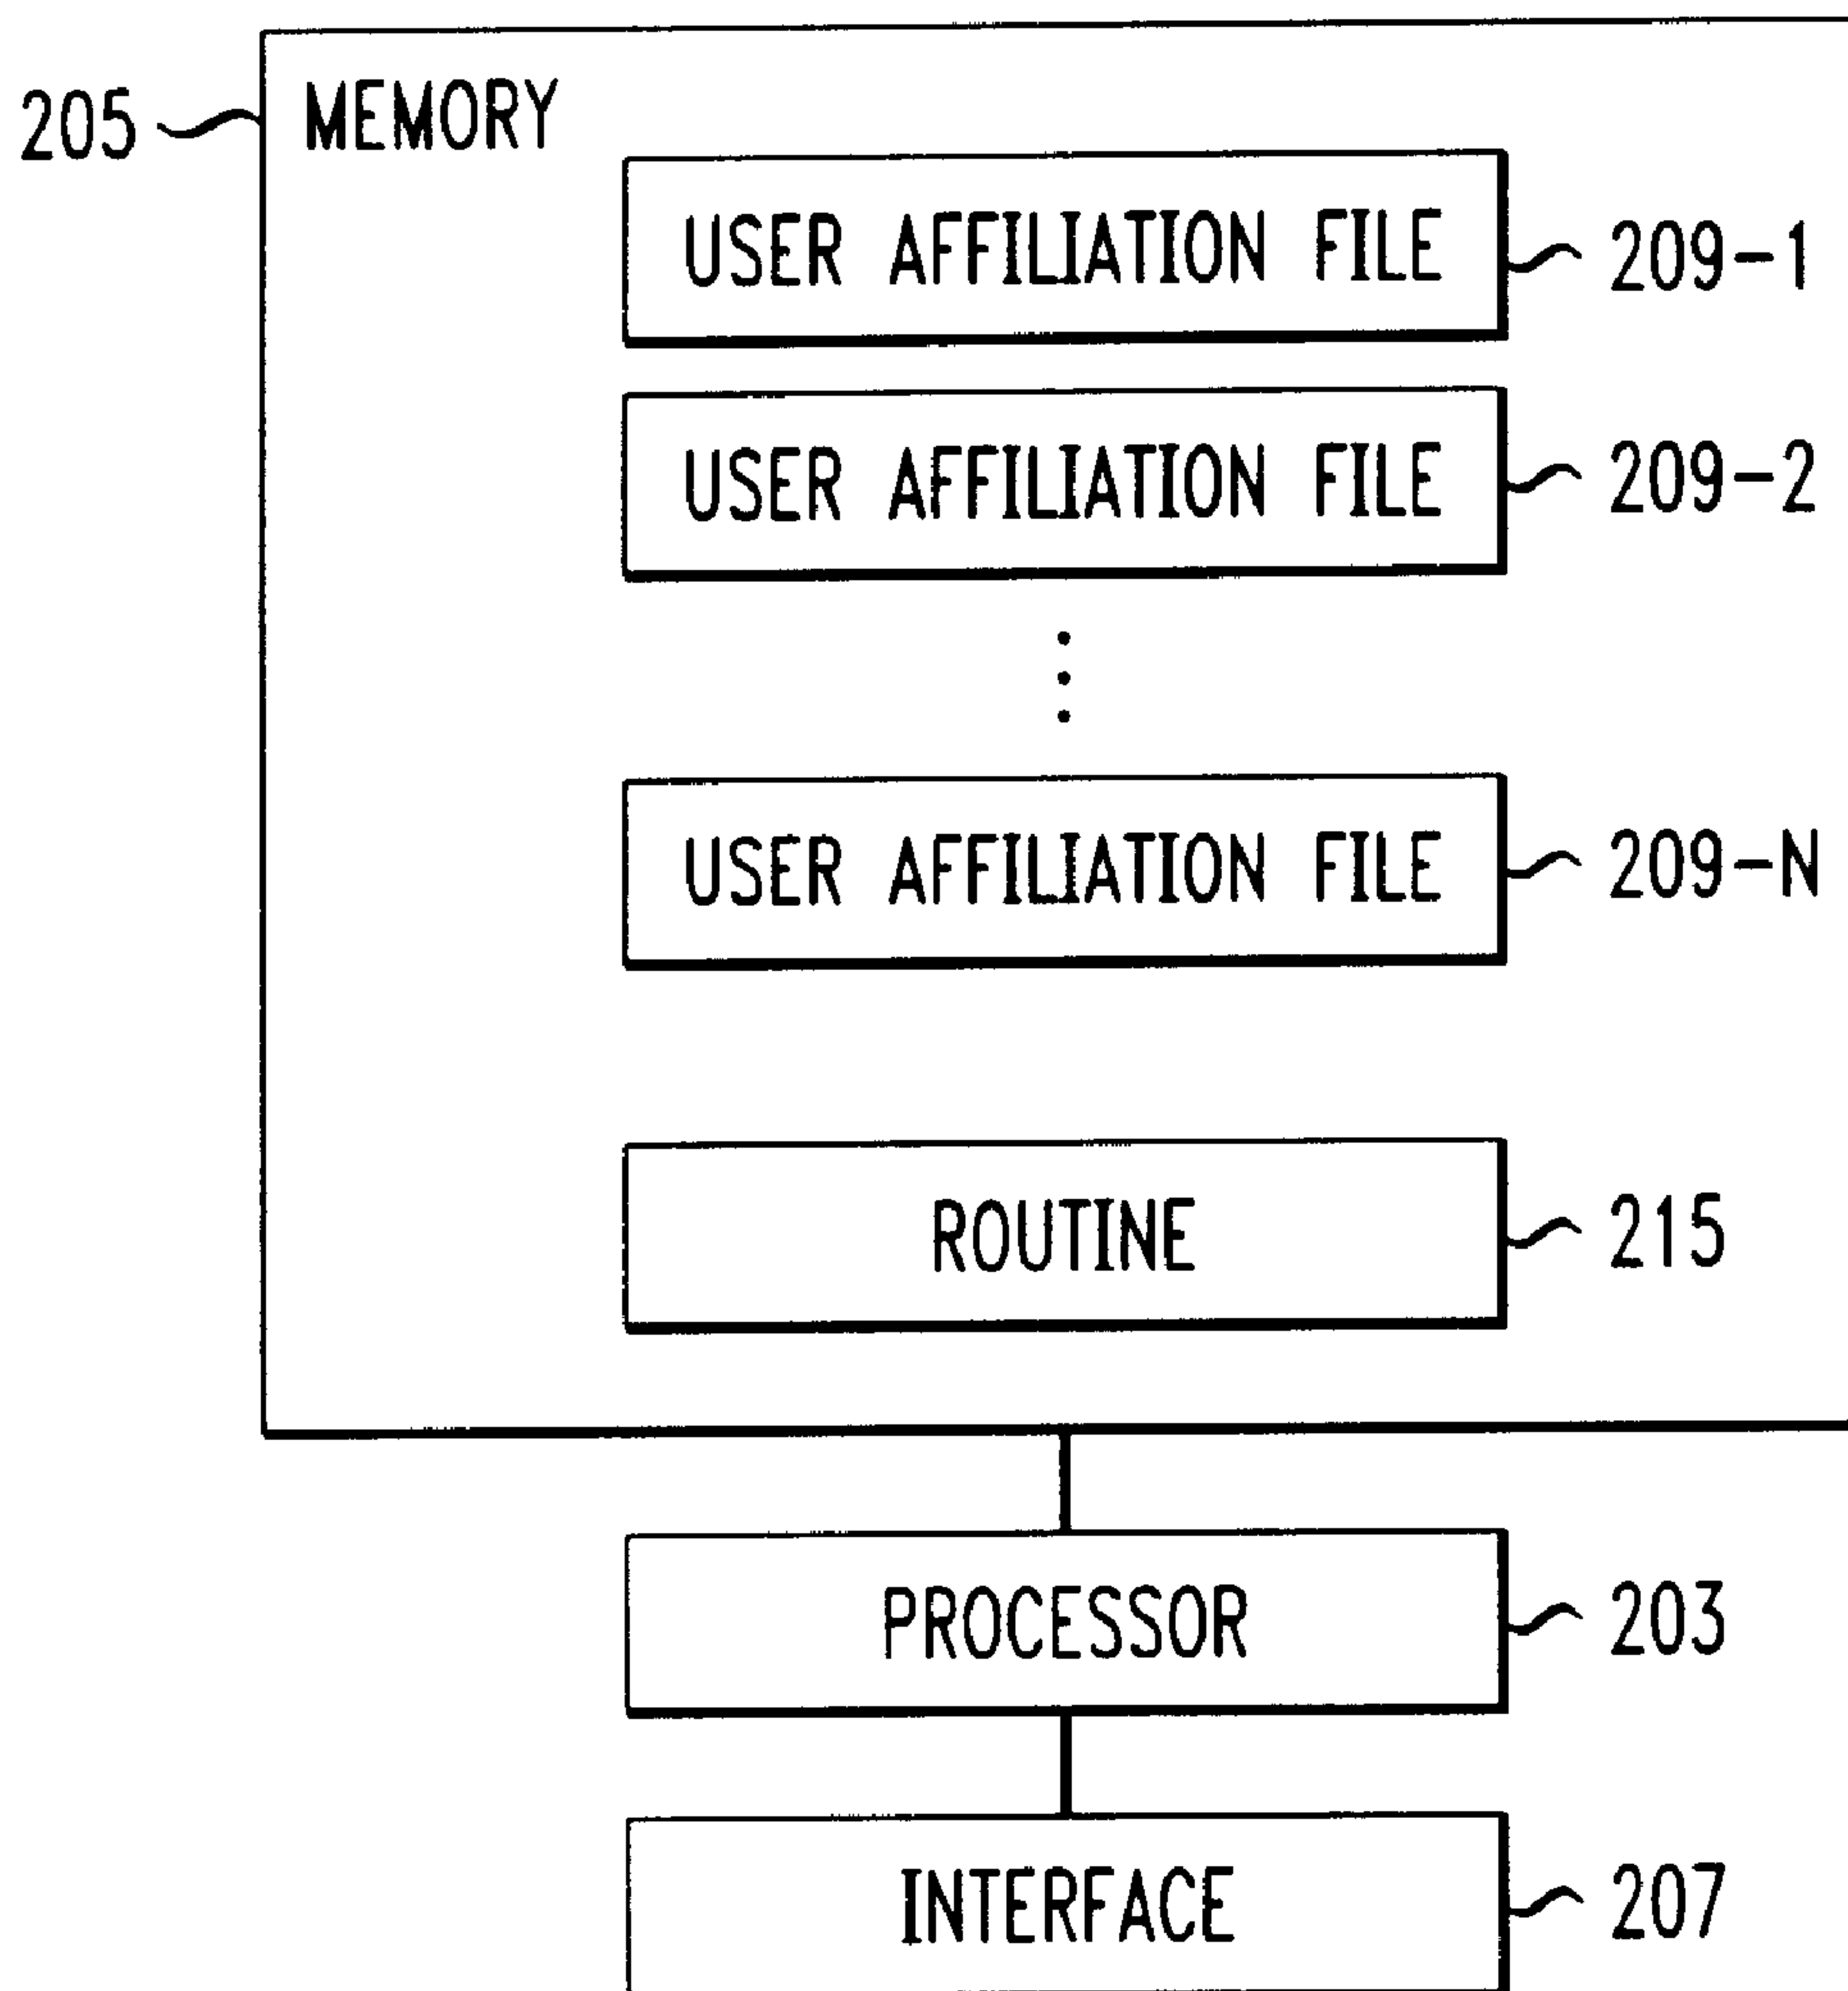 205 MEMORY
USER AFFILIATION FILE 209-1
USER AFFILIATION FILE 209-2
USER AFFILIATION FILE 209-N
ROUTINE 215
PROCESSOR 203
INTERFACE 207